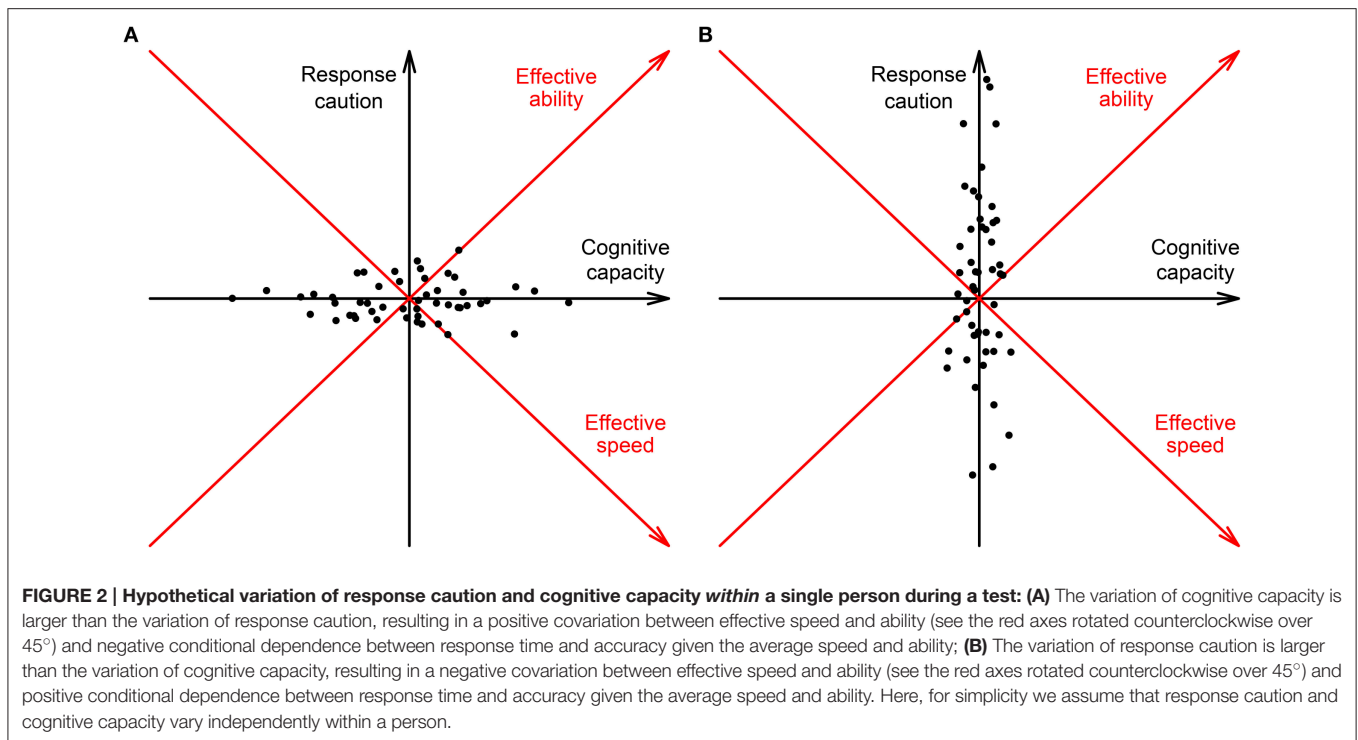 A
Response
caution
Effective
ability
Cognitive
capacity
Effective
speed
B
Response
caution
Effective
ability
Cognitive
capacity
Effective
speed
FIGURE 2 | Hypothetical variation of response caution and cognitive capacity within a single person during a test: (A) The variation of cognitive capacity is
larger than the variation of response caution, resulting in a positive covariation between effective speed and ability (see the red axes rotated counterclockwise over
45°) and negative conditional dependence between response time and accuracy given the average speed and ability; (B) The variation of response caution is larger
than the variation of cognitive capacity, resulting in a negative covariation between effective speed and ability (see the red axes rotated counterclockwise over 45°) and
positive conditional dependence between response time and accuracy given the average speed and ability. Here, for simplicity we assume that response caution and
cognitive capacity vary independently within a person.